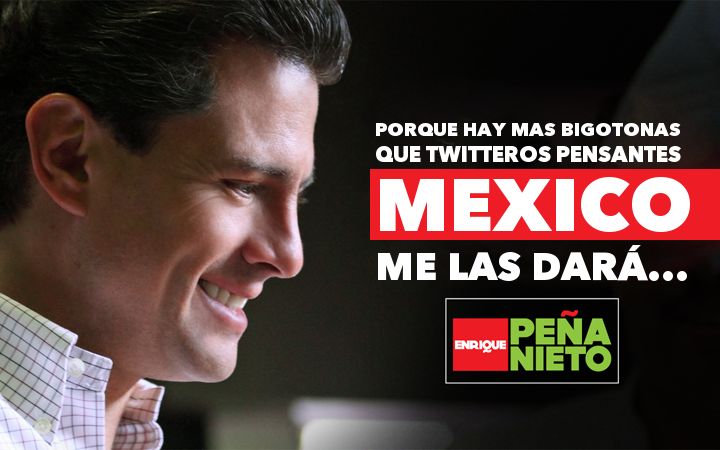 PORQUE HAY MAS BIGOTONAS
QUE TWITTEROS PENSANTES
MEXICO
ME LAS DARÁ...
ENRIQUE
PEÑA
NIETO